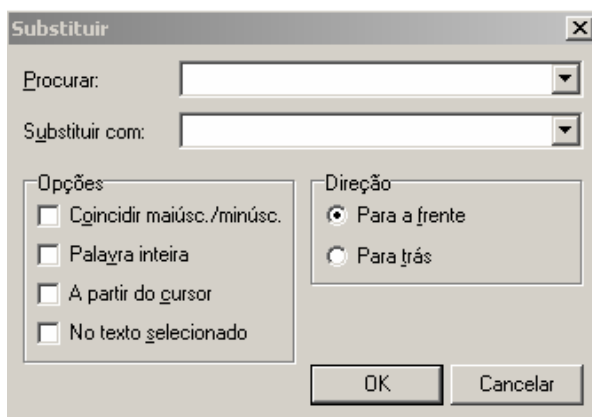 Substituir
Procurar:
Substituir com:
Opções
Coincidir maiúsc./minúsc.
Palavra inteira
A partir do cursor
No texto selecionado
Direção
Para a frente
Para trás
OK
Cancelar